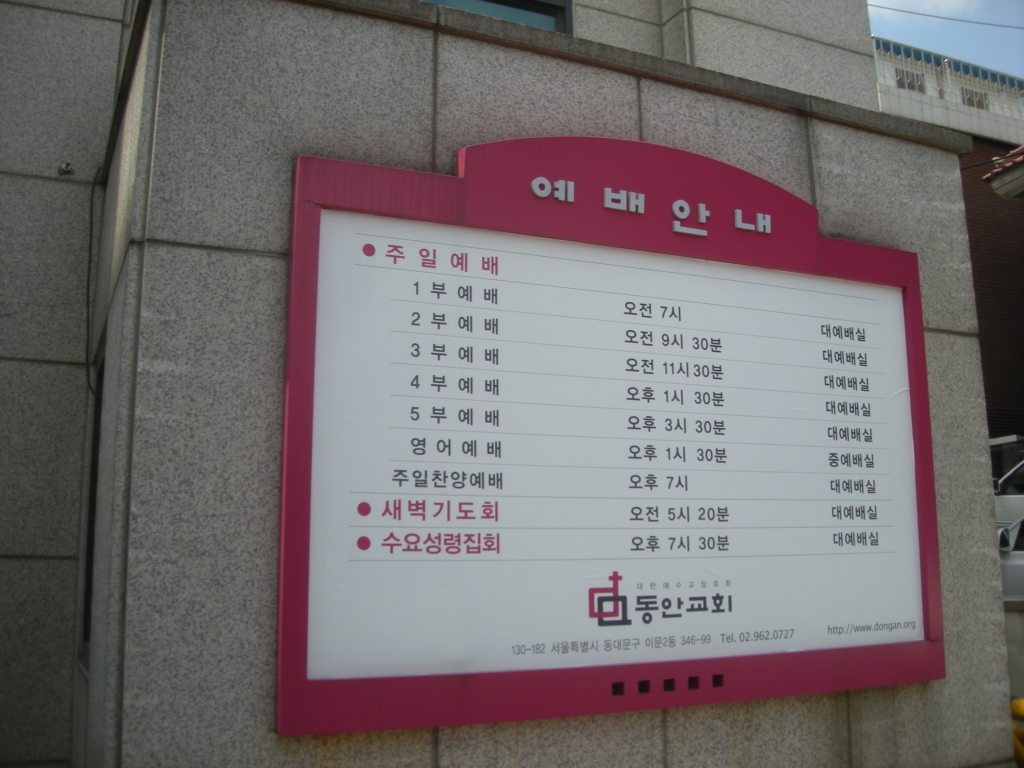 예배안내
● 주일예배
1부예배 오전 7시 대예배실
2부예배 오전 9시 30분 대예배실
3부예배 오전 11시 30분 대예배실
4부예배 오후 1시 30분 대예배실
5부예배 오후 3시 30분 대예배실
영어예배 오후 1시 30분 중예배실
주일찬양예배 오후 7시 대예배실
● 새벽기도회 오전 5시 20분 대예배실
● 수요성령집회 오후 7시 30분 대예배실
대한예수교장로회
동안교회
130-182 서울특별시 동대문구 이문2동 346-99 Tel. 02.962.0727 http://www.dongan.org